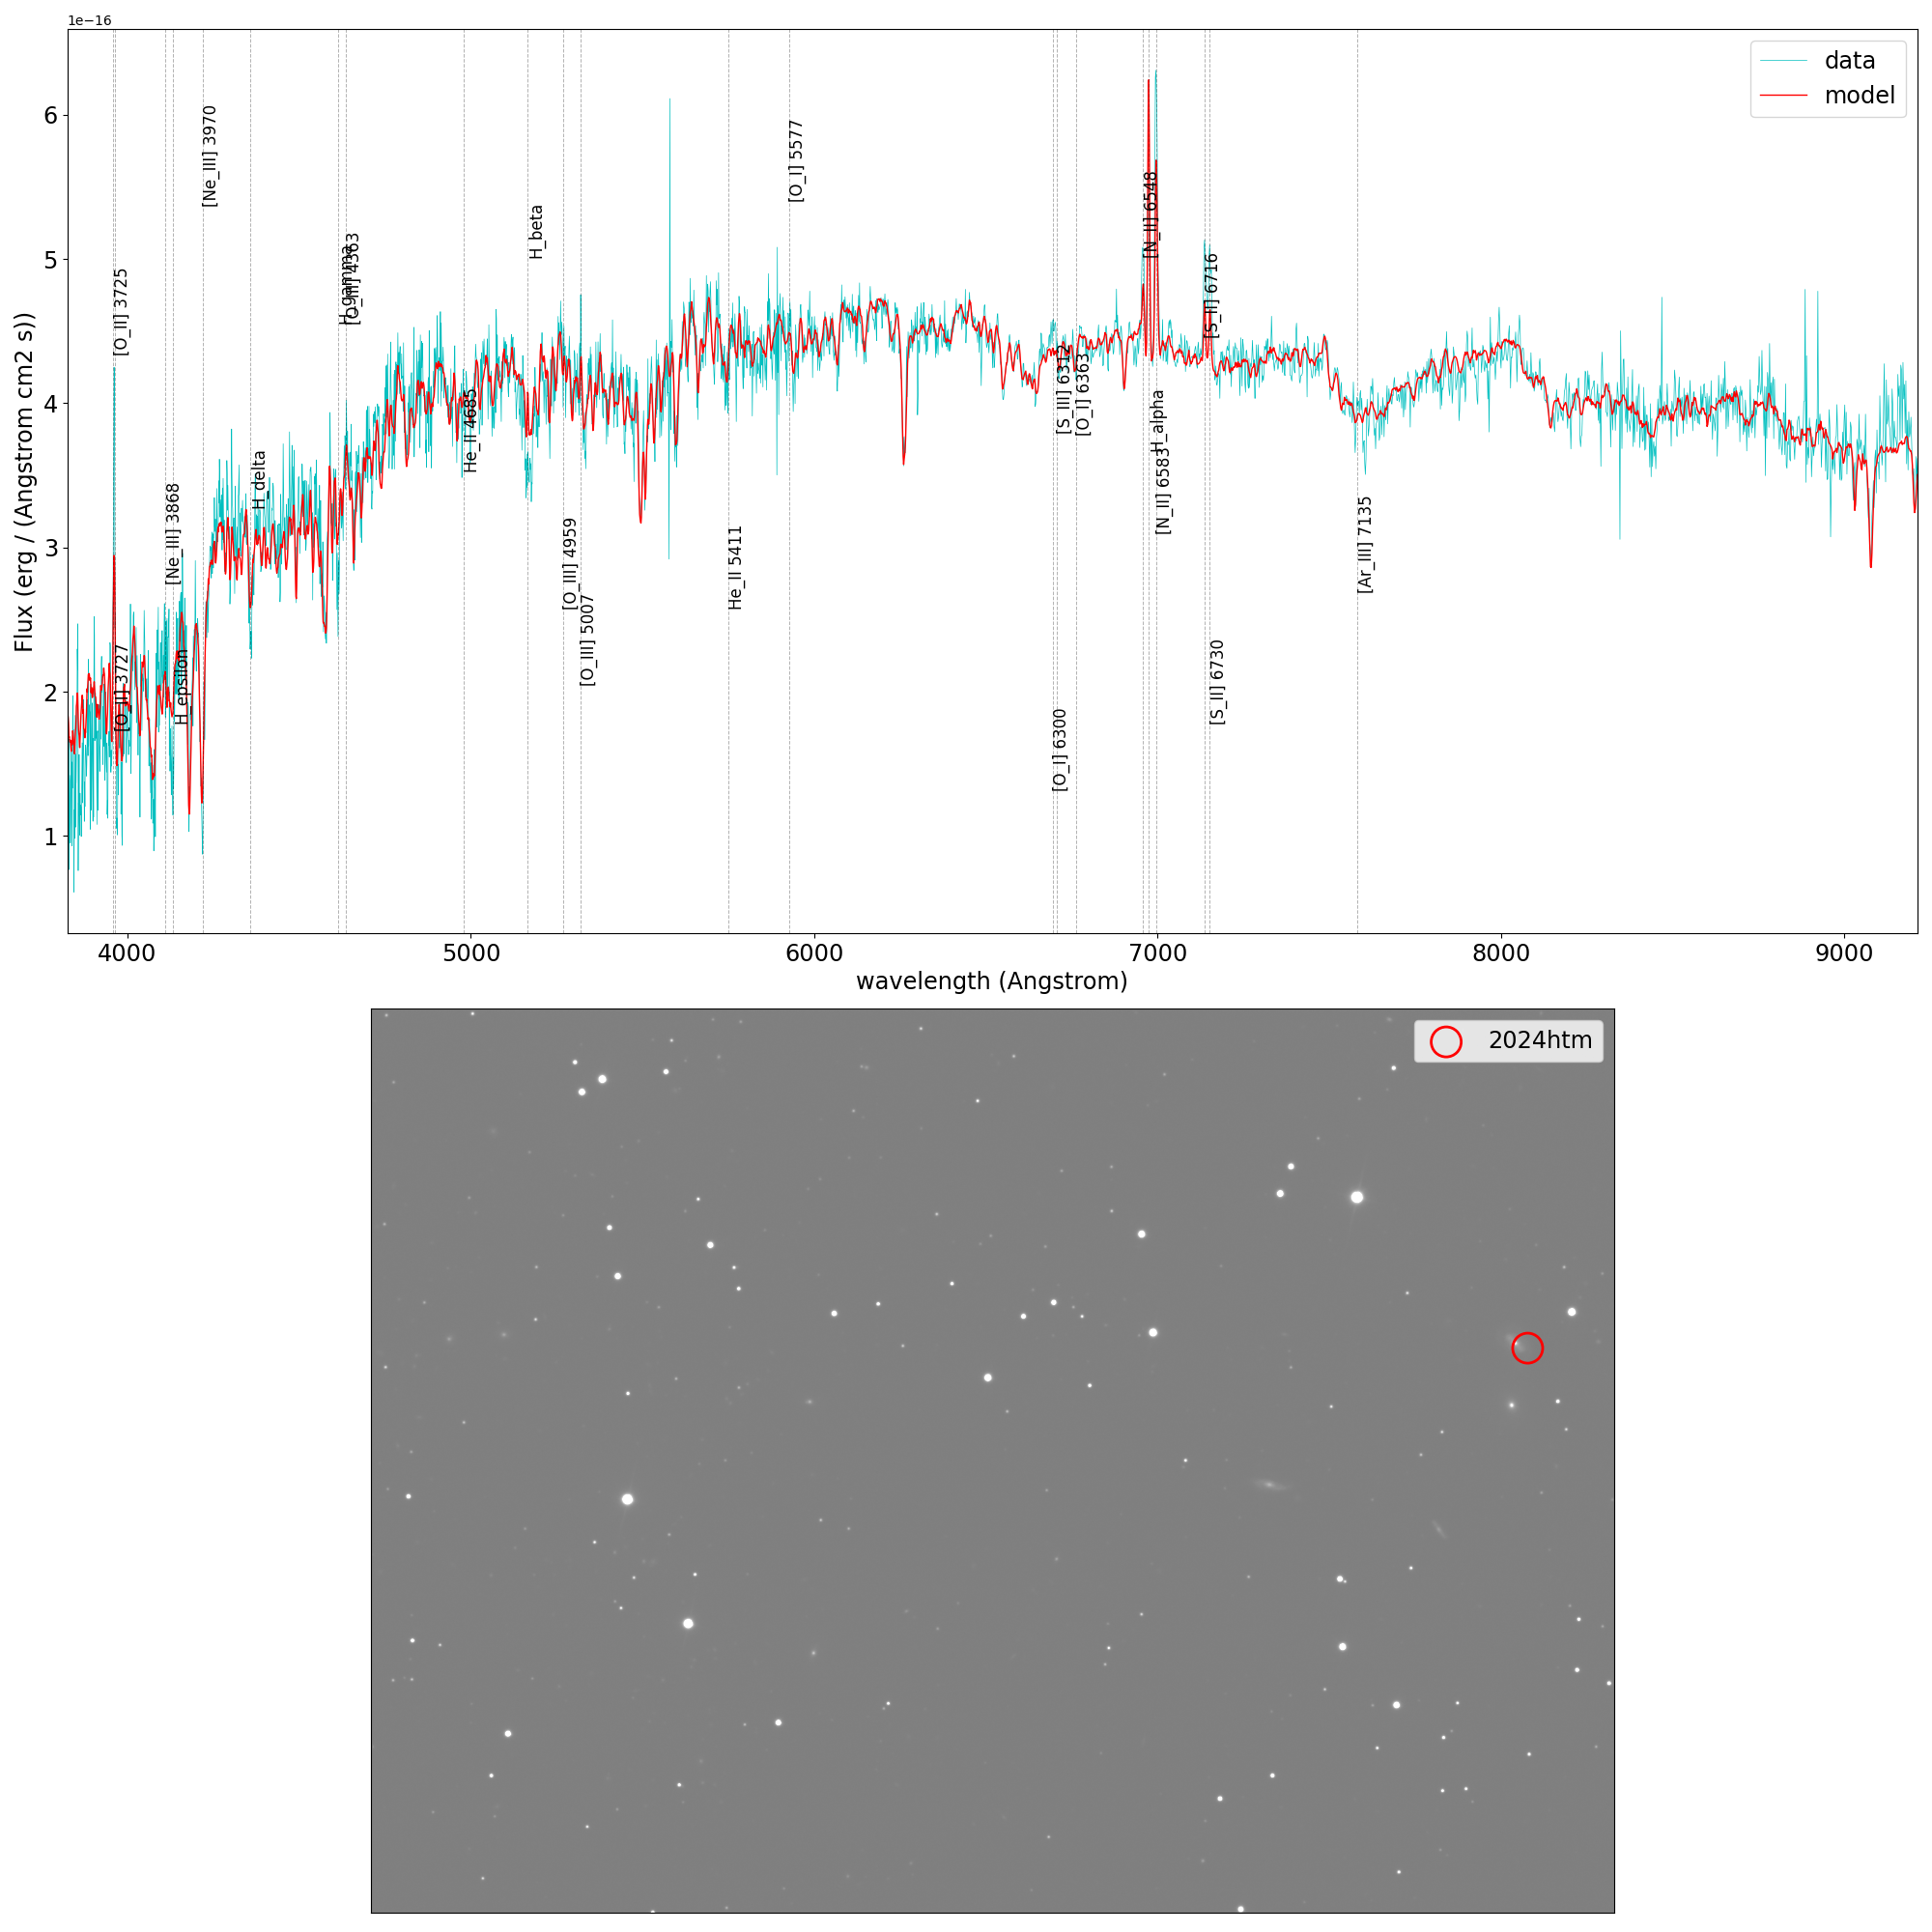 1e−16
data
model
6
5
4
3
2
1
Flux (erg / (Angstrom cm2 s))
[O_II] 3725
[O_II] 3727
[Ne_III] 3868
H_epsilon
[Ne_III] 3970
H_delta
H_gamma
[O_III] 4363
He_II 4685
H_beta
[O_III] 4959
[O_III] 5007
He_II 5411
[O_I] 5577
[O_I] 6300
[S_III] 6312
[O_I] 6363
[N_II] 6548
H_alpha
[N_II] 6583
[S_II] 6716
[S_II] 6730
[Ar_III] 7135
4000
5000
6000
7000
8000
9000
wavelength (Angstrom)
2024htm